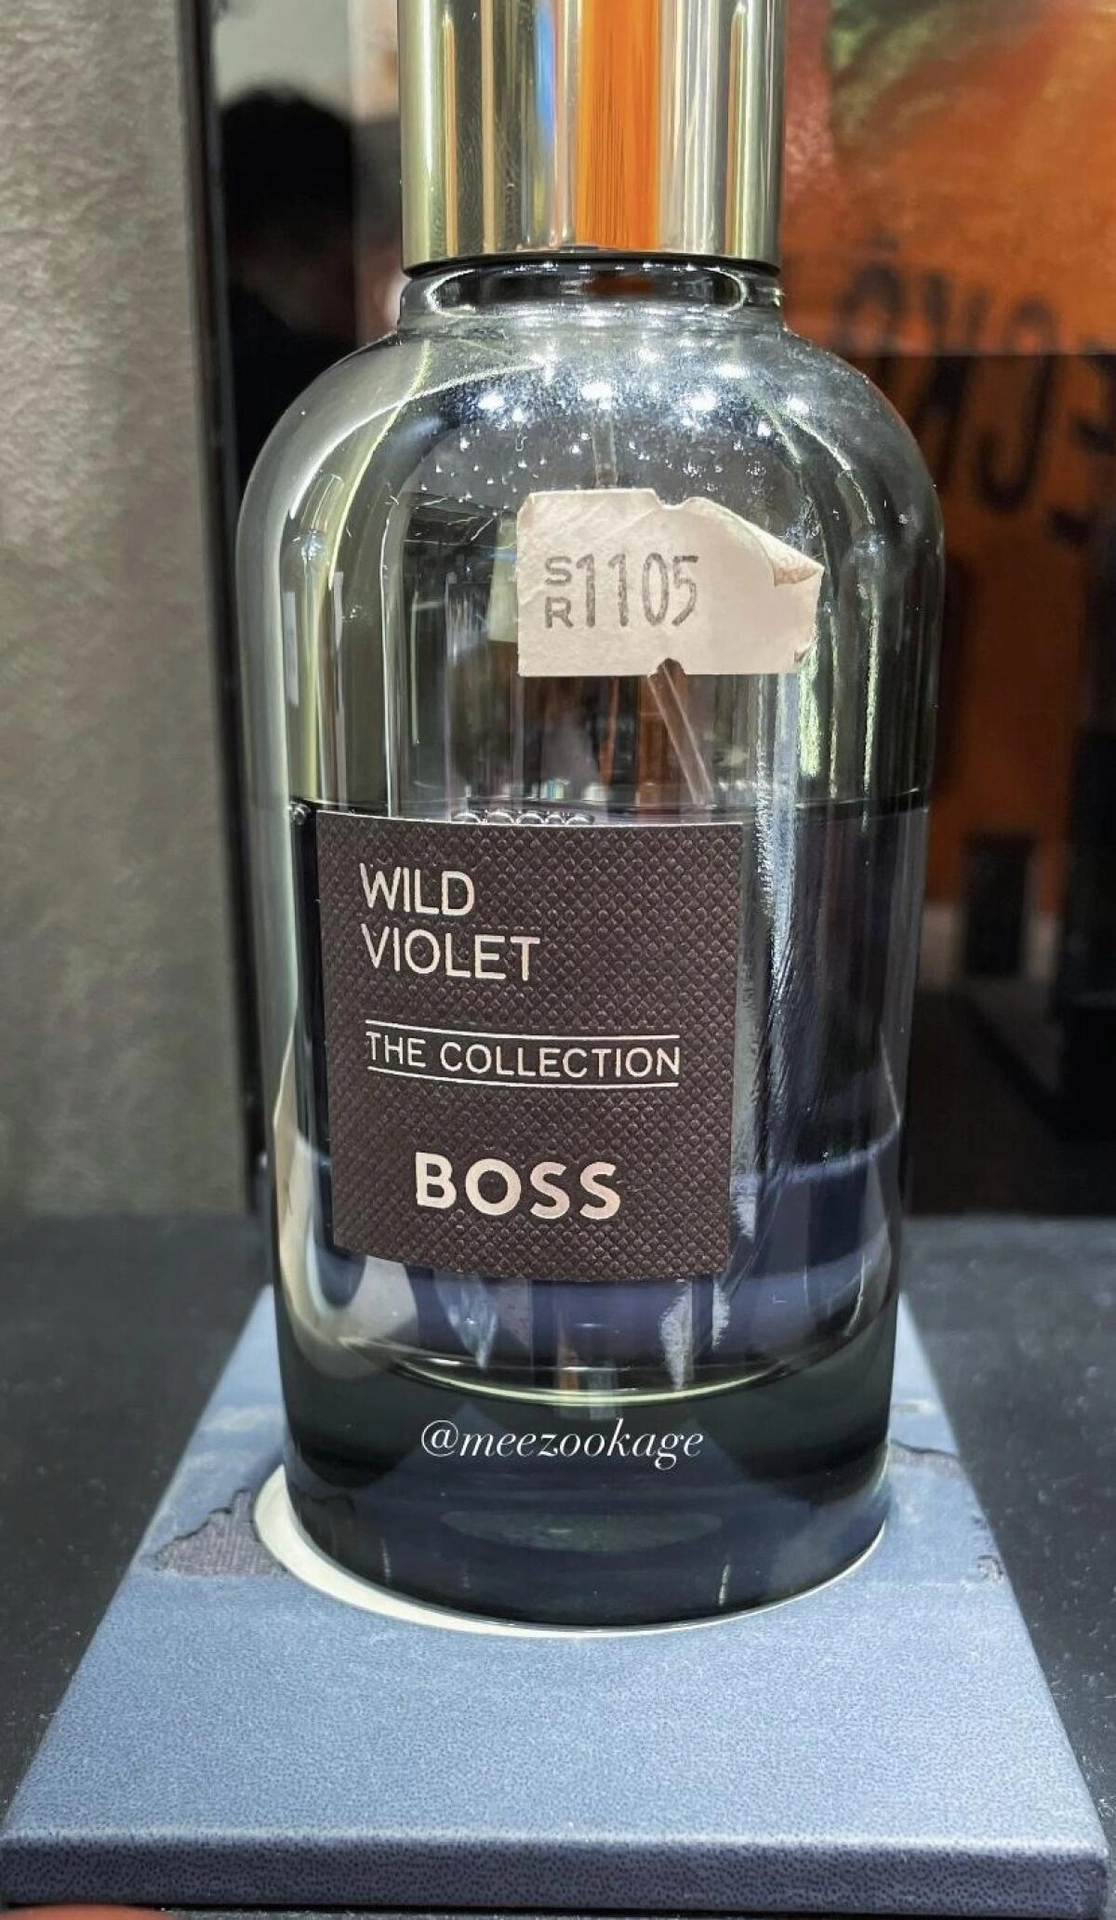 SR1105
WILD
VIOLET
THE COLLECTION
BOSS
@meezookage